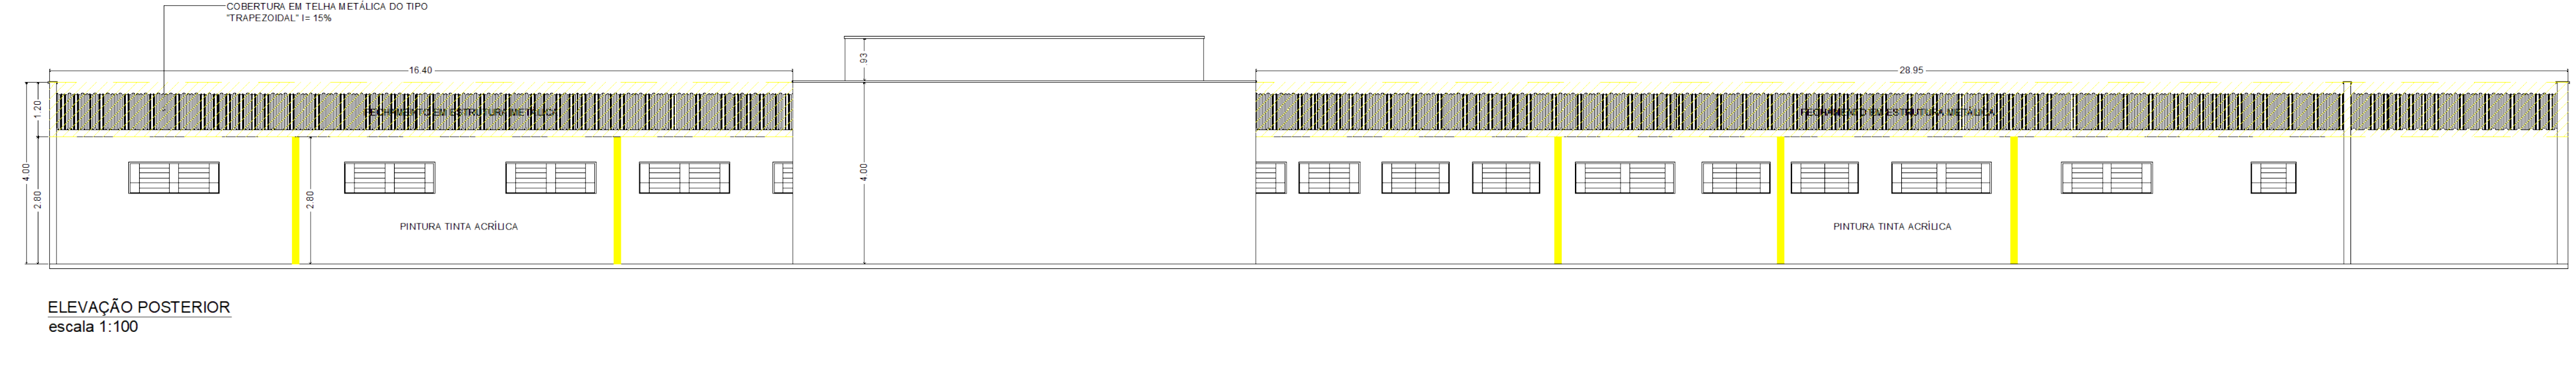 COBERTURA EM TELHA METÁLICA DO TIPO
"TRAPEZOIDAL" I= 15%
.93
16.40
28.95
1.20
FECHAMENTO EM ESTRUTURA METÁLICA
FECHAMENTO EM ESTRUTURA METÁLICA
4.00
2.80
2.80
4.00
PINTURA TINTA ACRÍLICA
PINTURA TINTA ACRÍLICA
ELEVAÇÃO POSTERIOR
escala 1:100